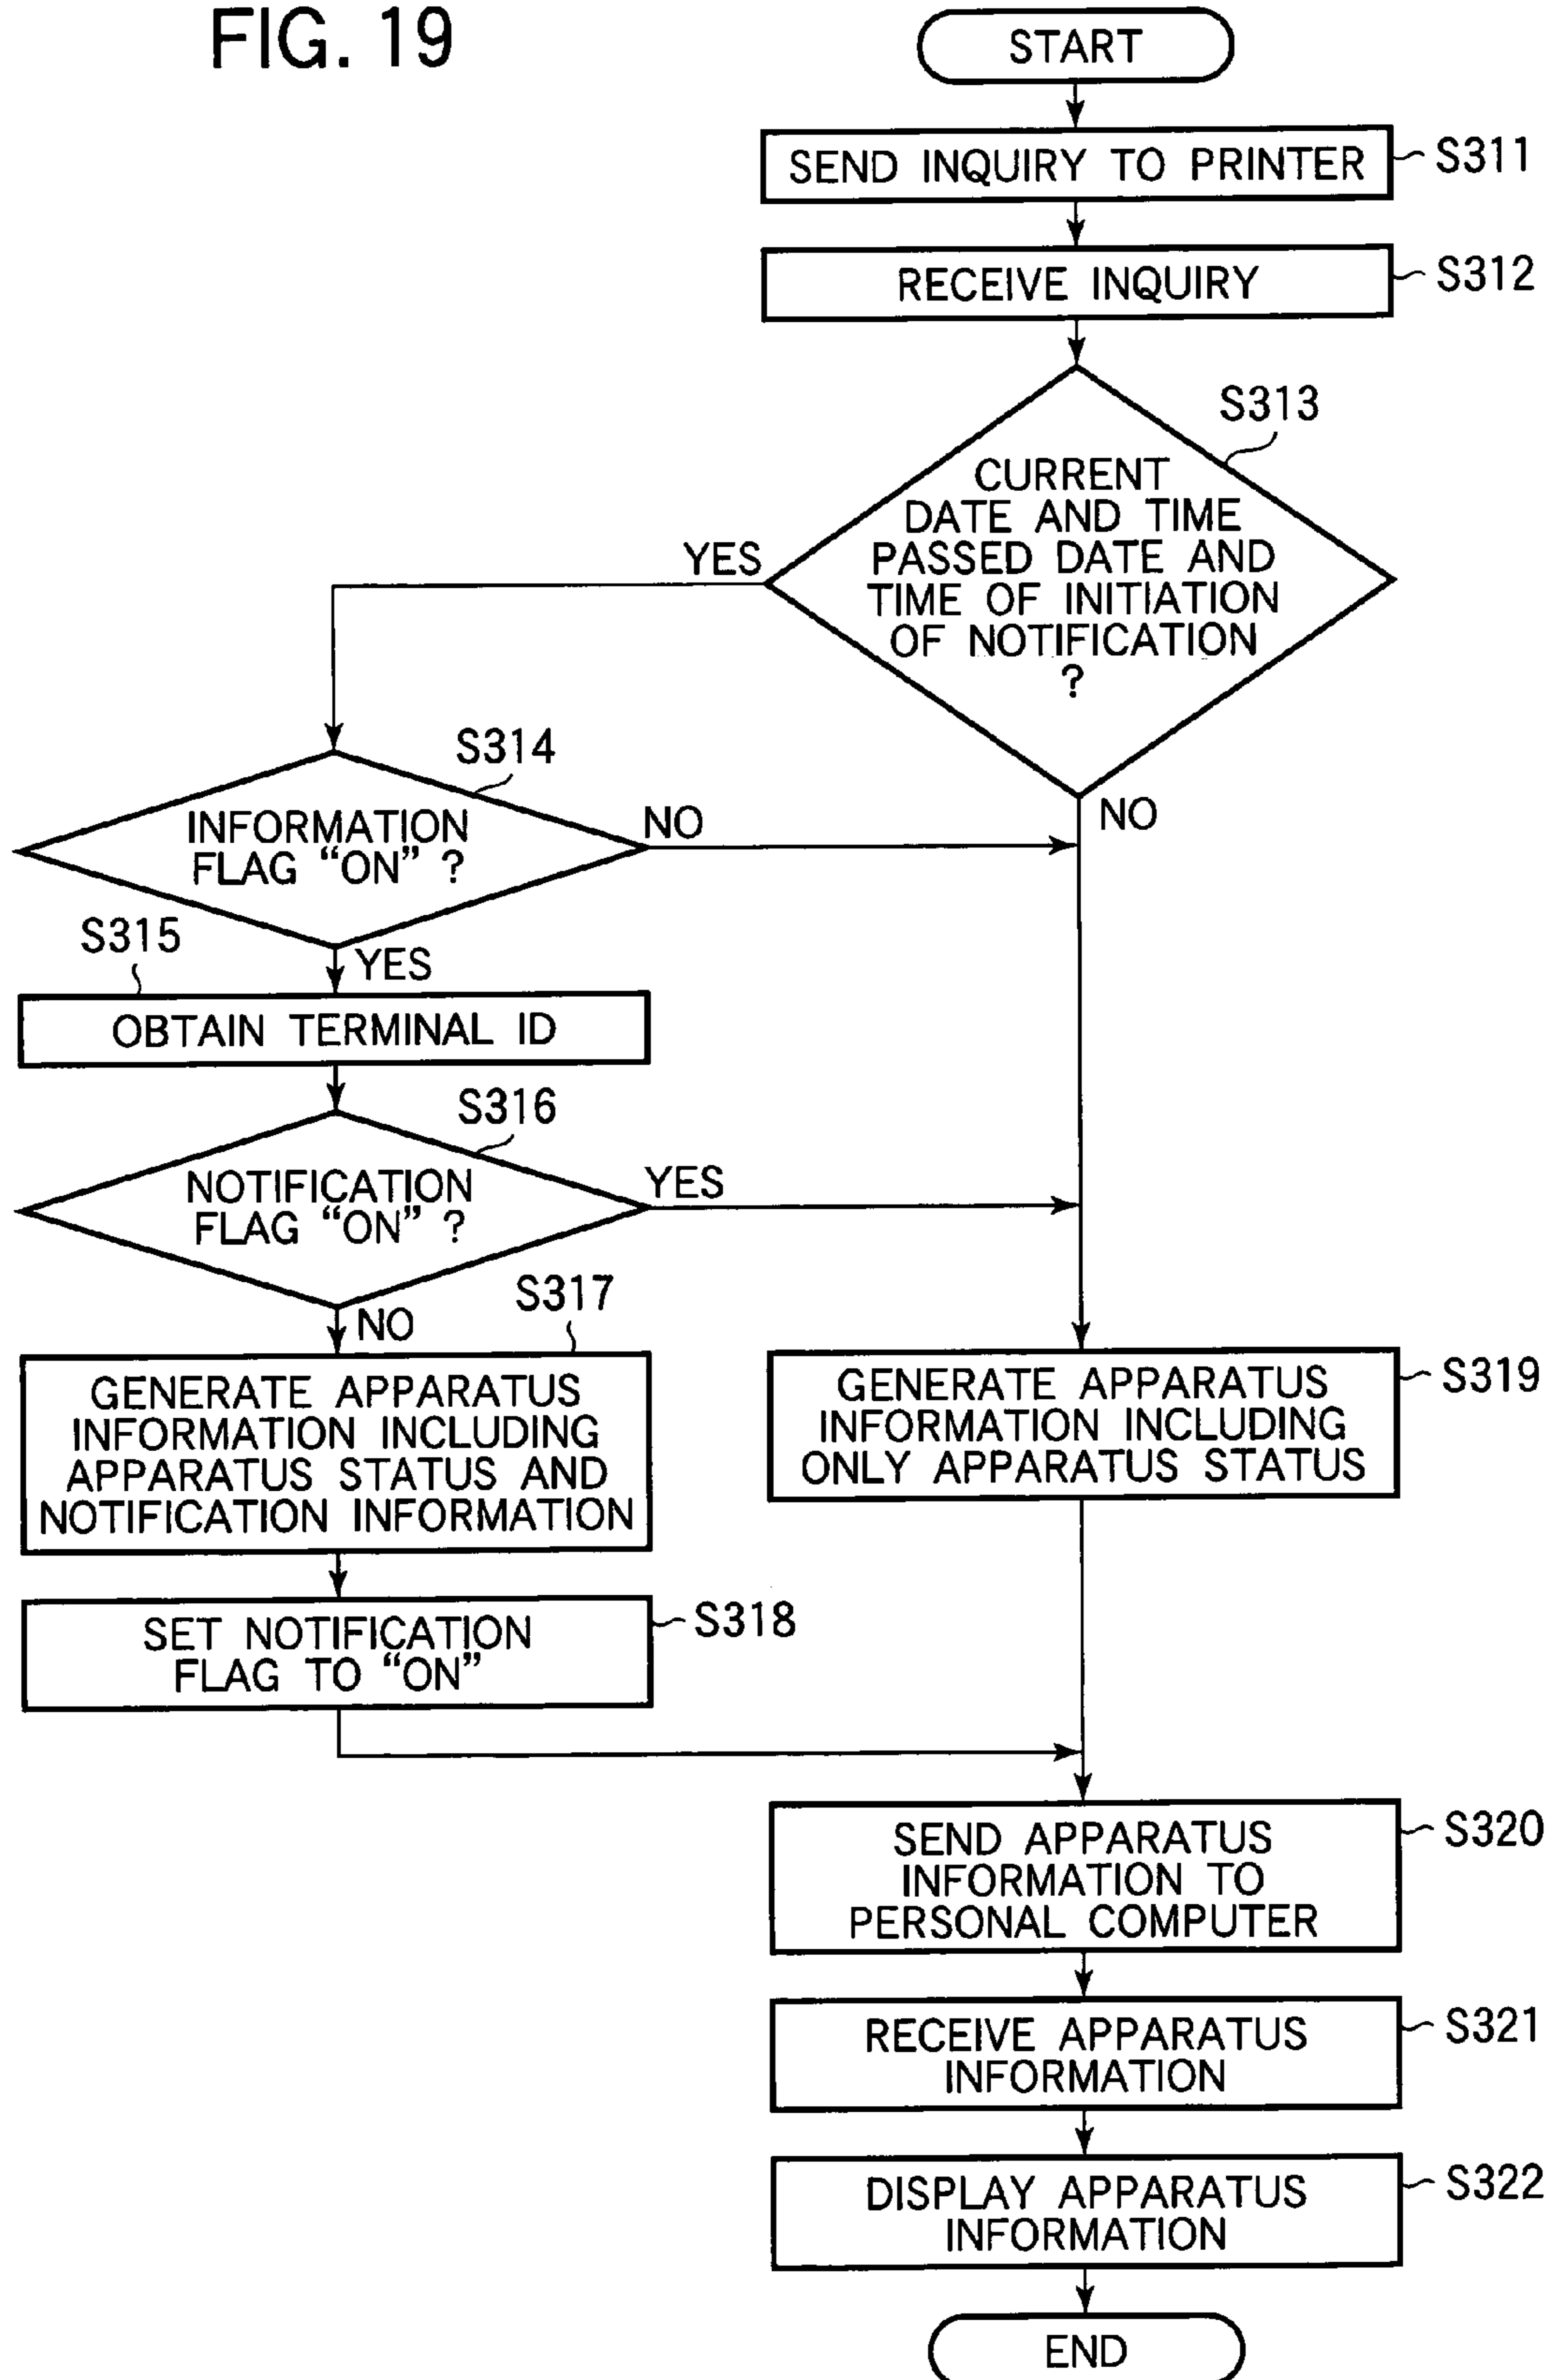 FIG. 19
START
SEND INQUIRY TO PRINTER
S311
RECEIVE INQUIRY
S312
S313
CURRENT
DATE AND TIME
PASSED DATE AND
TIME OF INITIATION
OF NOTIFICATION
?
YES
NO
S314
INFORMATION
FLAG “ON” ?
NO
YES
S315
OBTAIN TERMINAL ID
S316
NOTIFICATION
FLAG “ON” ?
YES
NO
S317
GENERATE APPARATUS
INFORMATION INCLUDING
APPARATUS STATUS AND
NOTIFICATION INFORMATION
GENERATE APPARATUS
INFORMATION INCLUDING
ONLY APPARATUS STATUS
S319
SET NOTIFICATION
FLAG TO “ON”
S318
SEND APPARATUS
INFORMATION TO
PERSONAL COMPUTER
S320
RECEIVE APPARATUS
INFORMATION
S321
DISPLAY APPARATUS
INFORMATION
S322
END